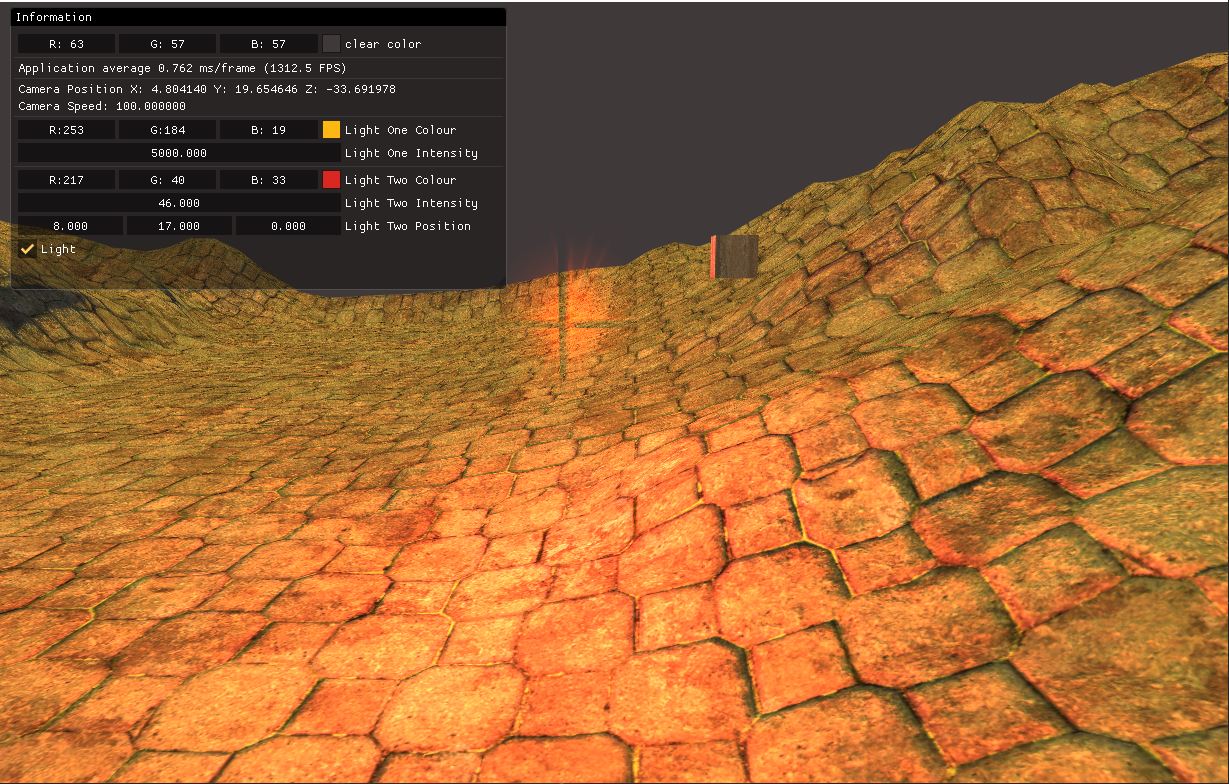 Information
R: 63 G: 57 B: 57 clear color
Application average 0.762 ms/frame (1312.5 FPS)
Camera Position X: 4.804140 Y: 19.654646 Z: -33.691978
Camera Speed: 100.000000
R:253 G:184 B: 19 Light One Colour
5000.000 Light One Intensity
R:217 G: 40 B: 33 Light Two Colour
46.000 Light Two Intensity
8.000 17.000 0.000 Light Two Position
Light